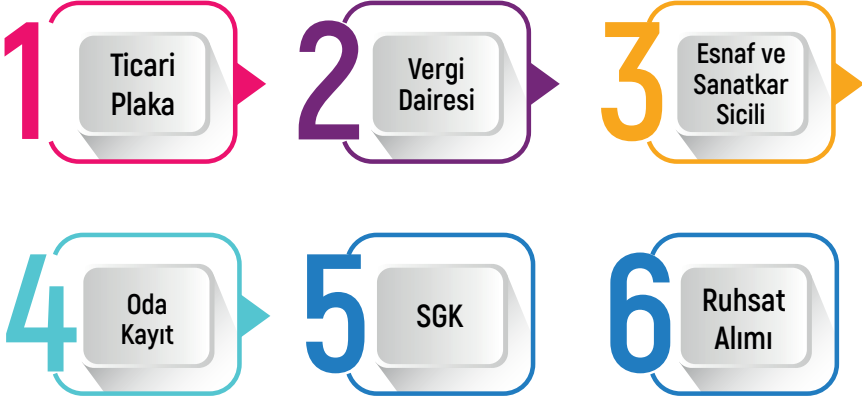 1
Ticari
Plaka
2
Vergi
Dairesi
3
Esnaf ve
Sanatkar
Sicili
4
Oda
Kayıt
5
SGK
6
Ruhsat
Alımı